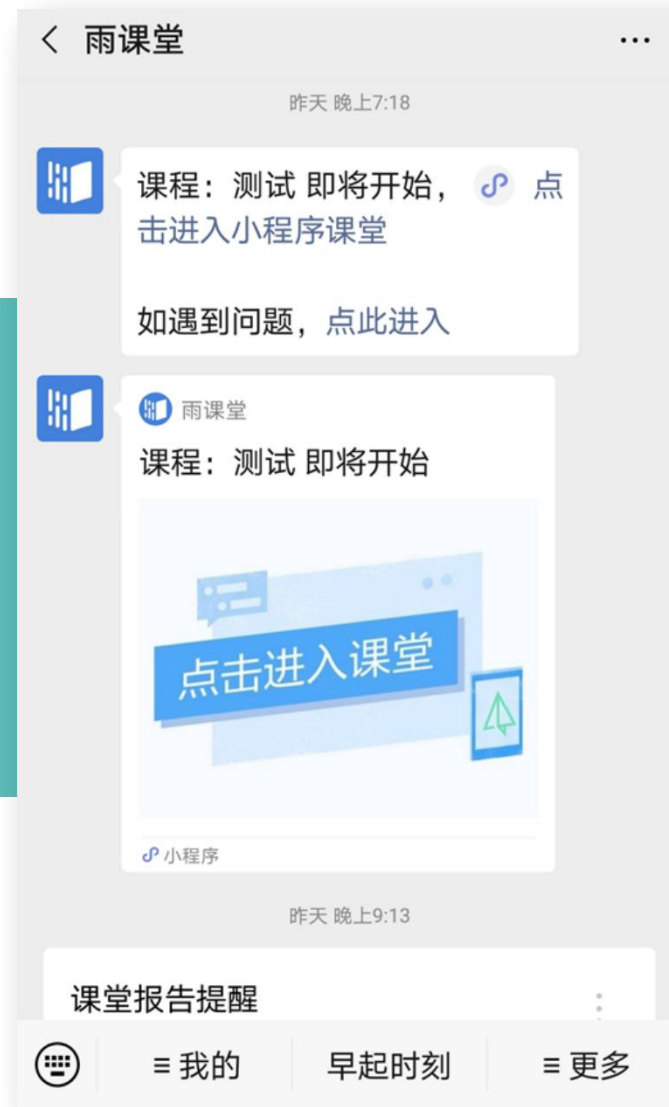 雨课堂
昨天 晚上7:18
课程：测试 即将开始， 点
击进入小程序课堂
如遇到问题，点此进入
雨课堂
课程：测试 即将开始
点击进入课堂
小程序
昨天 晚上9:13
课堂报告提醒
我的 早起时刻 更多